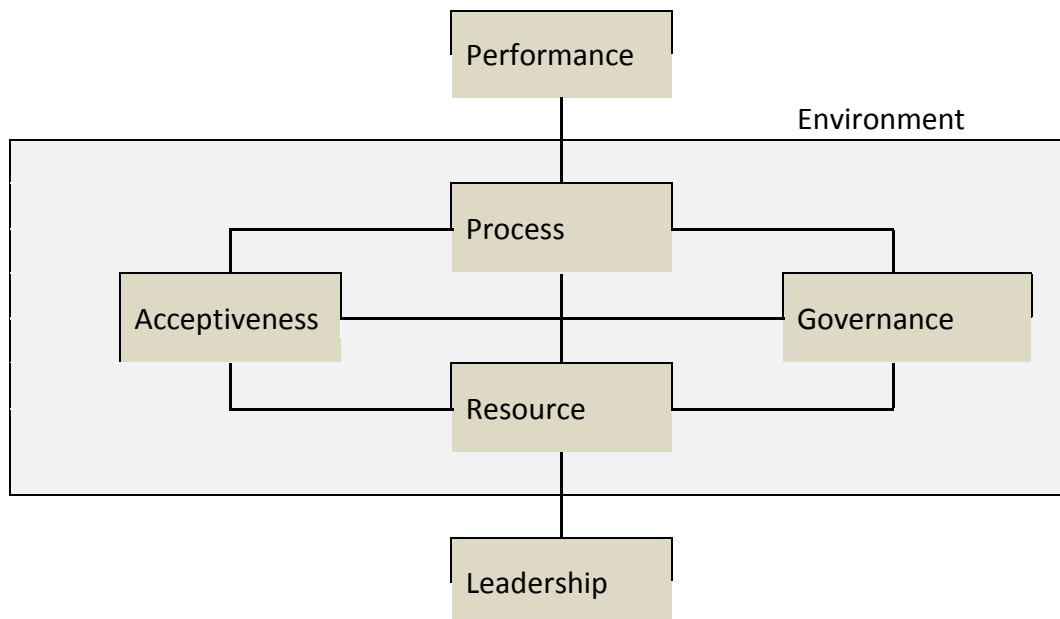 Performance
Environment
Process
Acceptiveness
Governance
Resource
Leadership